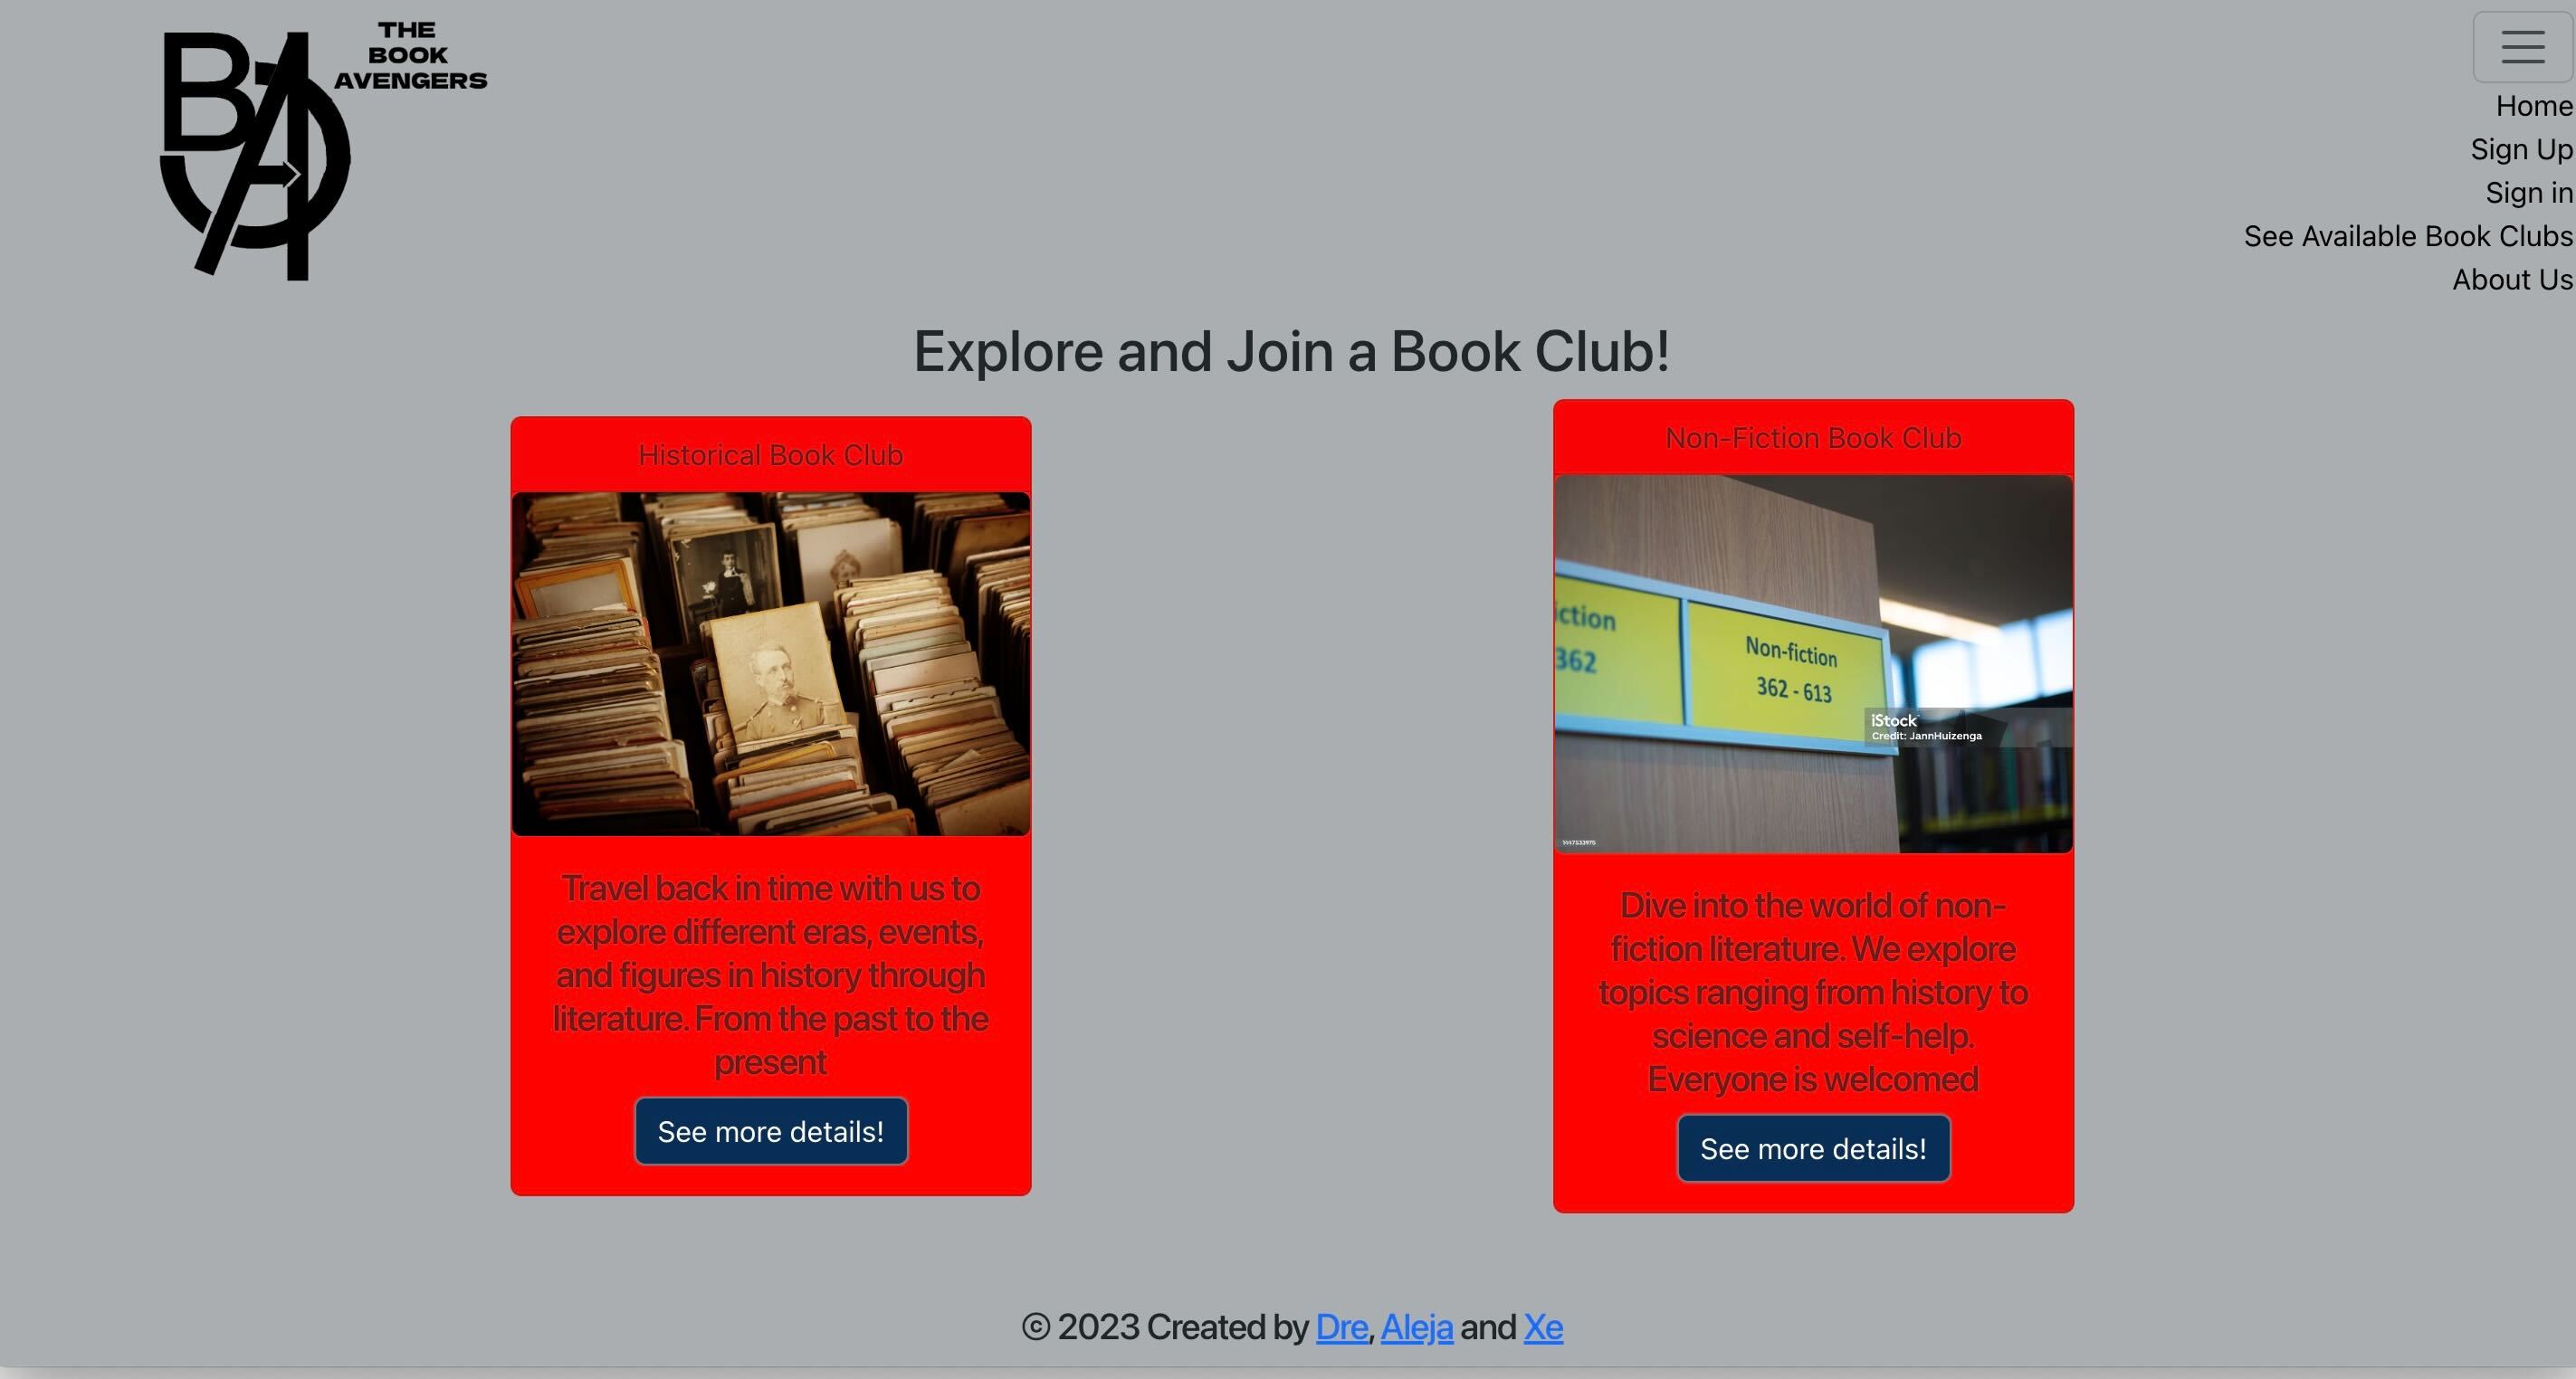 THE
BOOK
AVENGERS
BA
Home
Sign Up
Sign in
See Available Book Clubs
About Us
Explore and Join a Book Club!
Historical Book Club
Travel back in time with us to
explore different eras, events,
and figures in history through
literature. From the past to the
present
See more details!
Non-Fiction Book Club
iction
362
Non-fiction
362 - 613
iStock
Credit: JannHuizenga
1447533975
Dive into the world of non-
fiction literature. We explore
topics ranging from history to
science and self-help.
Everyone is welcomed
See more details!
© 2023 Created by Dre, Aleja and Xe